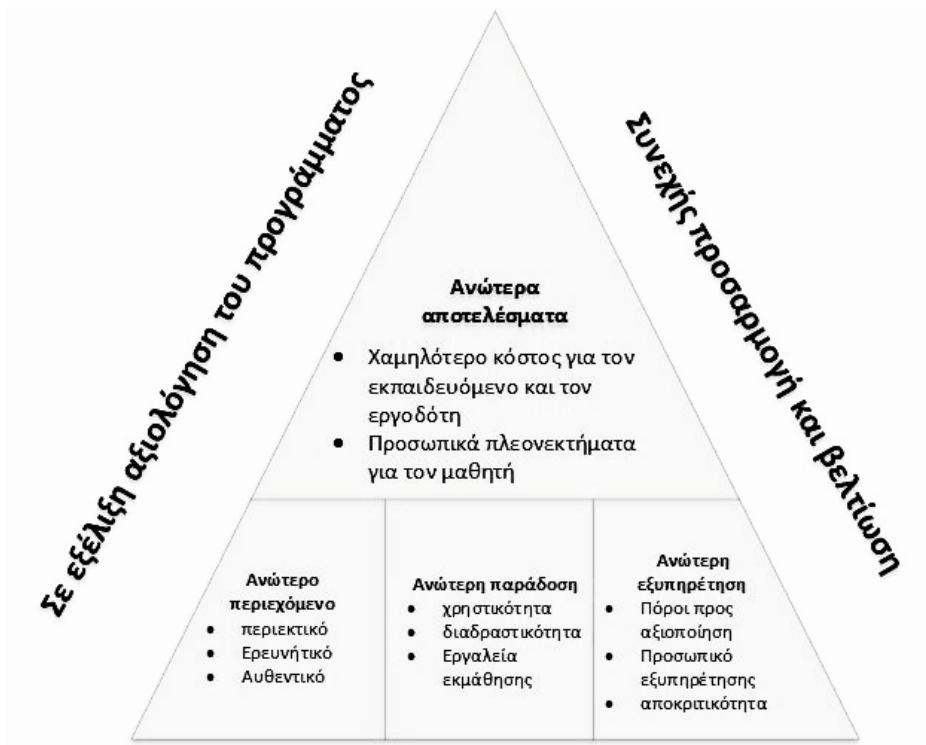 Σε εξέλιξη αξιολόγηση του προγράμματος
Συνεχής προσαρμογή και βελτίωση
Ανώτερα
αποτελέσματα
• Χαμηλότερο κόστος για τον
εκπαιδευόμενο και τον
εργοδότη
• Προσωπικά πλεονεκτήματα
για τον μαθητή
Ανώτερο
περιεχόμενο
• περιεκτικό
• Ερευνήτικό
• Αυθεντικό
Ανώτερη παράδοση
• χρηστικότητα
• διαδραστικότητα
• Εργαλεία
εκμάθησης
Ανώτερη
εξυπηρέτηση
• Πόροι προς
αξιοποίηση
• Προσωπικό
εξυπηρέτησης
• αποκριτικότητα